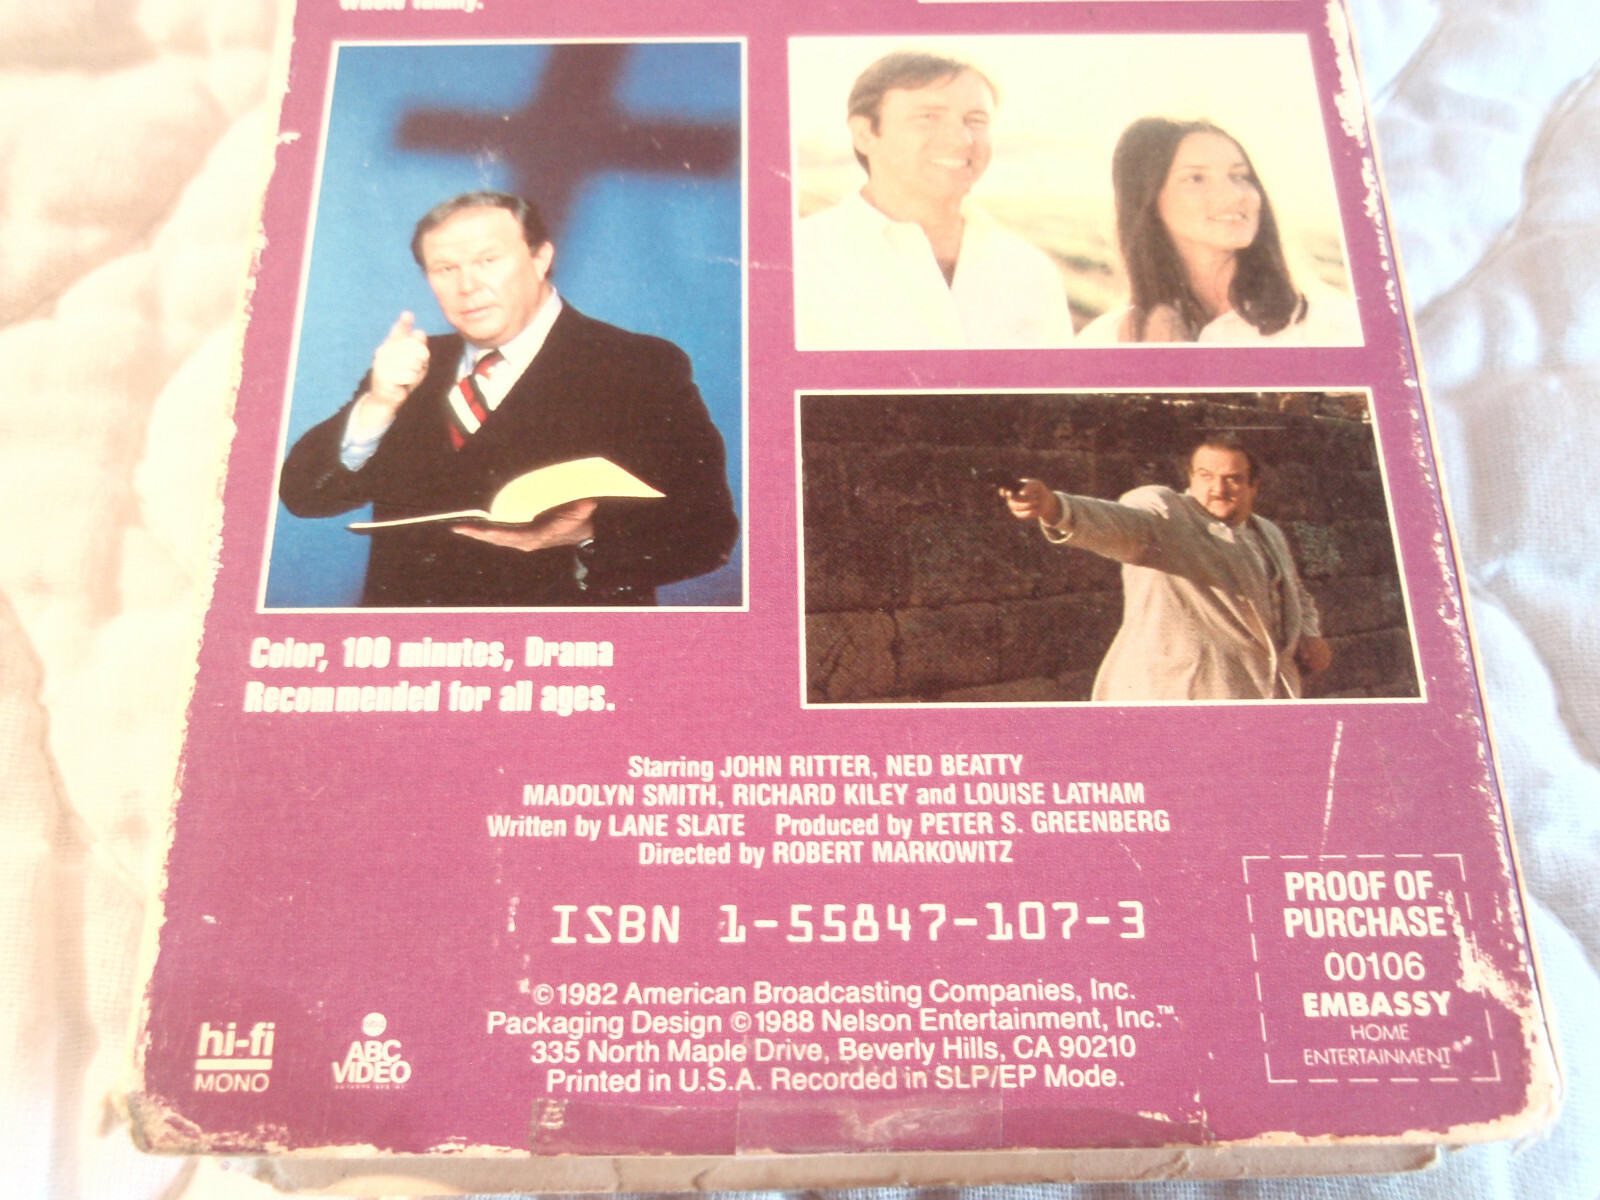 whole family.
Color, 100 minutes, Drama
Recommended for all ages.
Starring JOHN RITTER, NED BEATTY
MADOLYN SMITH, RICHARD KILEY and LOUISE LATHAM
Written by LANE SLATE Produced by PETER S. GREENBERG
Directed by ROBERT MARKOWITZ
ISBN 1-55847-107-3
©1982 American Broadcasting Companies, Inc.
Packaging Design ©1988 Nelson Entertainment, Inc.™
335 North Maple Drive, Beverly Hills, CA 90210
Printed in U.S.A. Recorded in SLP/EP Mode.
hi-fi
MONO
abc
ABC
VIDEO
PROOF OF
PURCHASE
00106
EMBASSY
HOME
ENTERTAINMENT